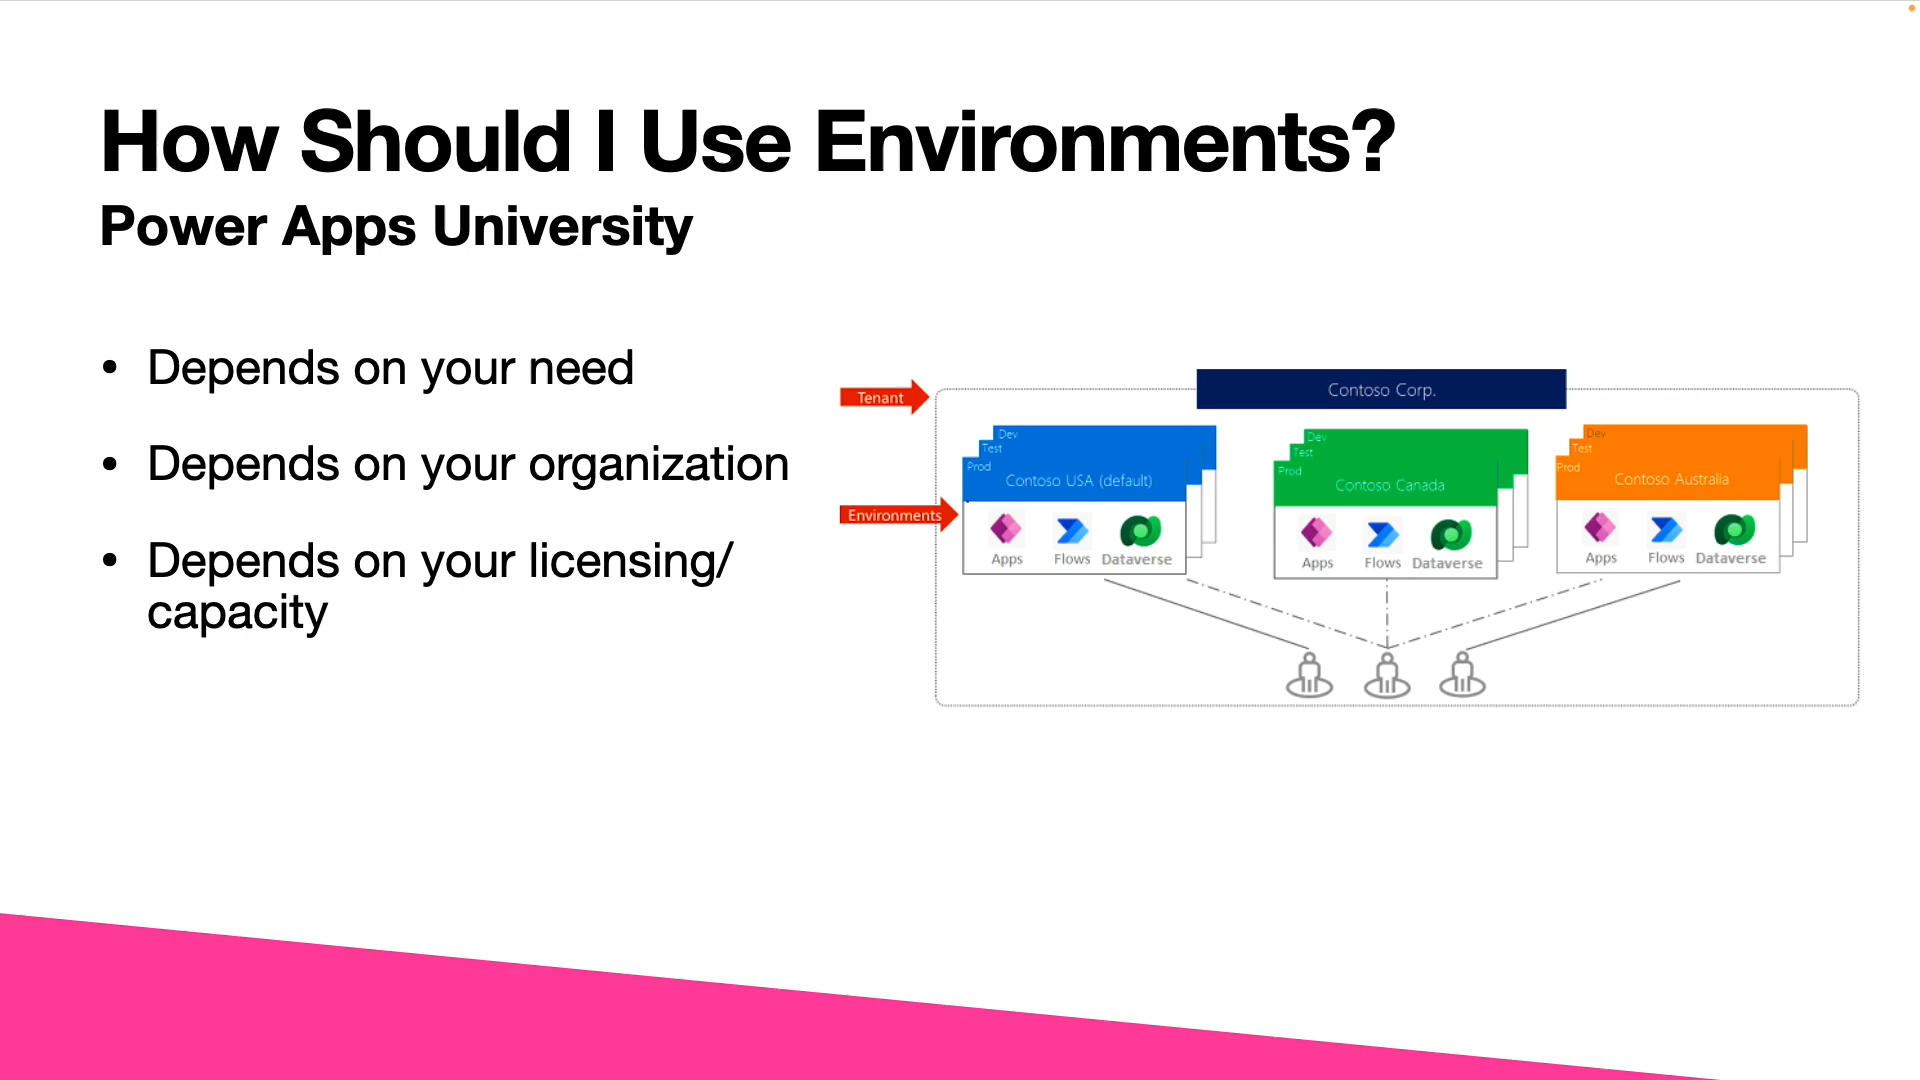 How Should I Use Environments?
Power Apps University
• Depends on your need
• Depends on your organization
• Depends on your licensing/
capacity
Tenant
Contoso Corp.
Environments
Dev
Test
Prod
Contoso USA (default)
Apps Flows Dataverse
Dev
Test
Prod
Contoso Canada
Apps Flows Dataverse
Dev
Test
Prod
Contoso Australia
Apps Flows Dataverse